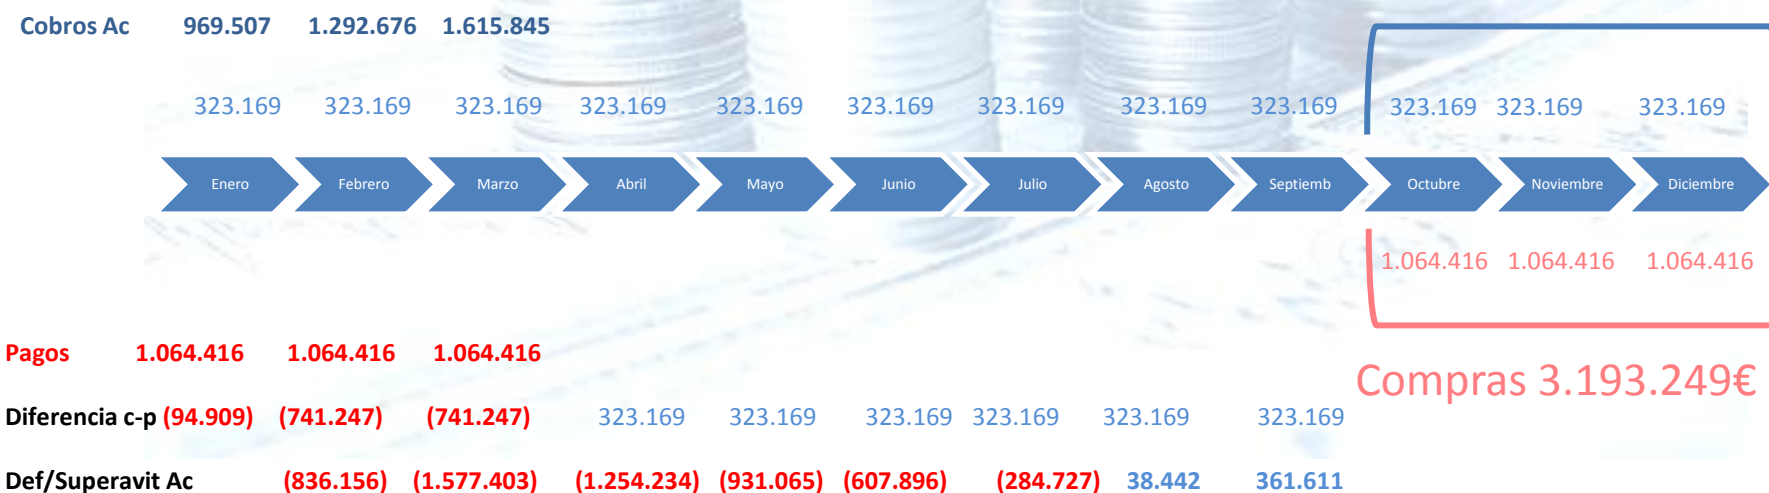 Cobros Ac 969.507 1.292.676 1.615.845
323.169 323.169 323.169 323.169 323.169 323.169 323.169 323.169 323.169 323.169 323.169 323.169
Enero Febrero Marzo Abril Mayo Junio Julio Agosto Septiemb Octubre Noviembre Diciembre
1.064.416 1.064.416 1.064.416
Pagos 1.064.416 1.064.416 1.064.416
Compras 3.193.249€
Diferencia c-p (94.909) (741.247) (741.247) 323.169 323.169 323.169 323.169 323.169 323.169
Def/Superavit Ac (836.156) (1.577.403) (1.254.234) (931.065) (607.896) (284.727) 38.442 361.611